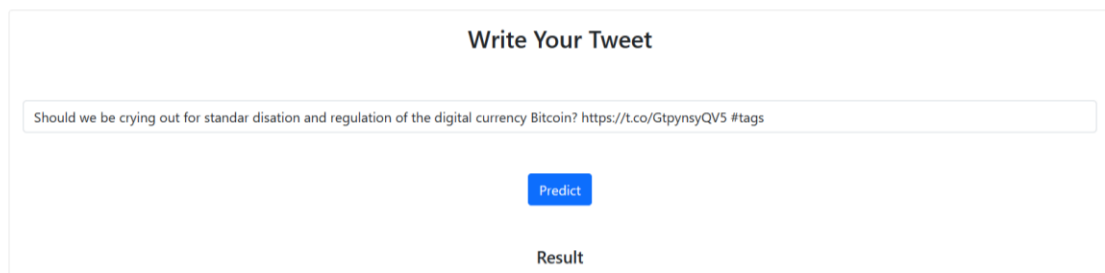 Write Your Tweet
Should we be crying out for standar disation and regulation of the digital currency Bitcoin? https://t.co/GtpynsyQV5 #tags
Predict
Result